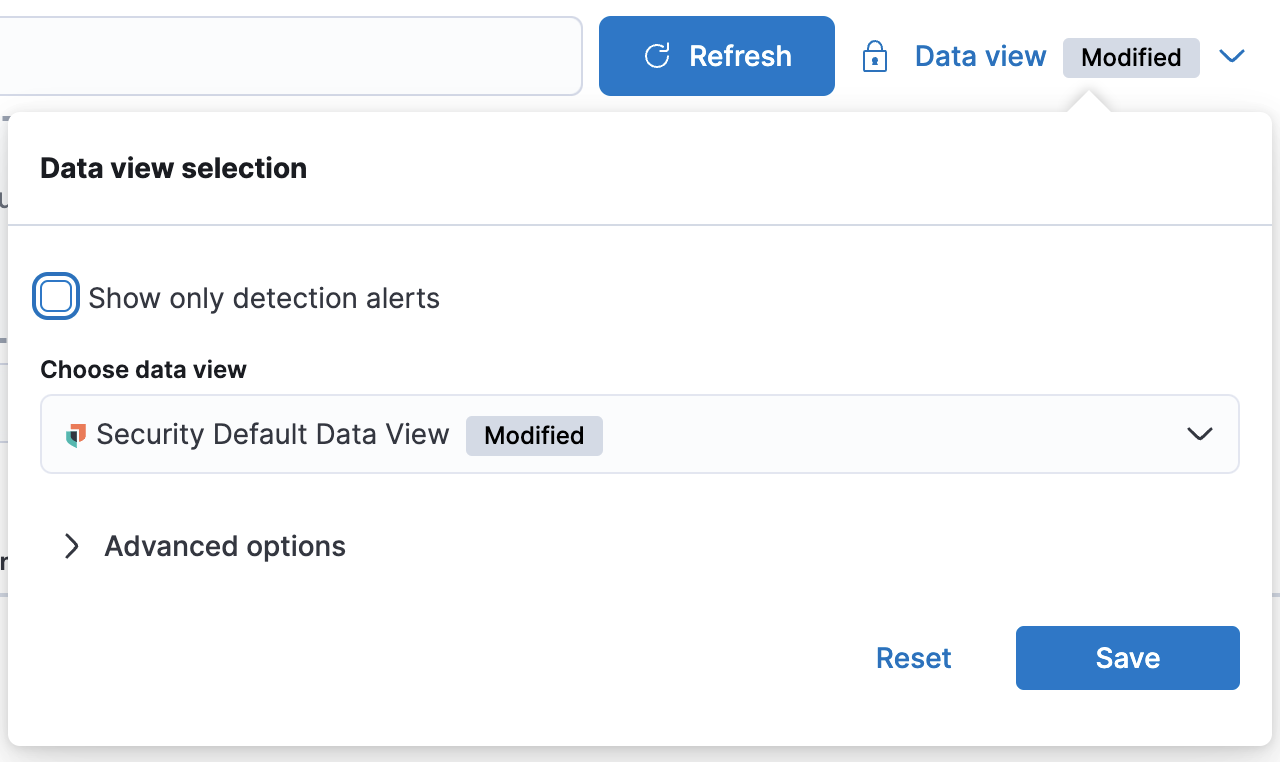 Refresh Data view Modified
Data view selection
Show only detection alerts
Choose data view
Security Default Data View Modified
Advanced options
Reset Save